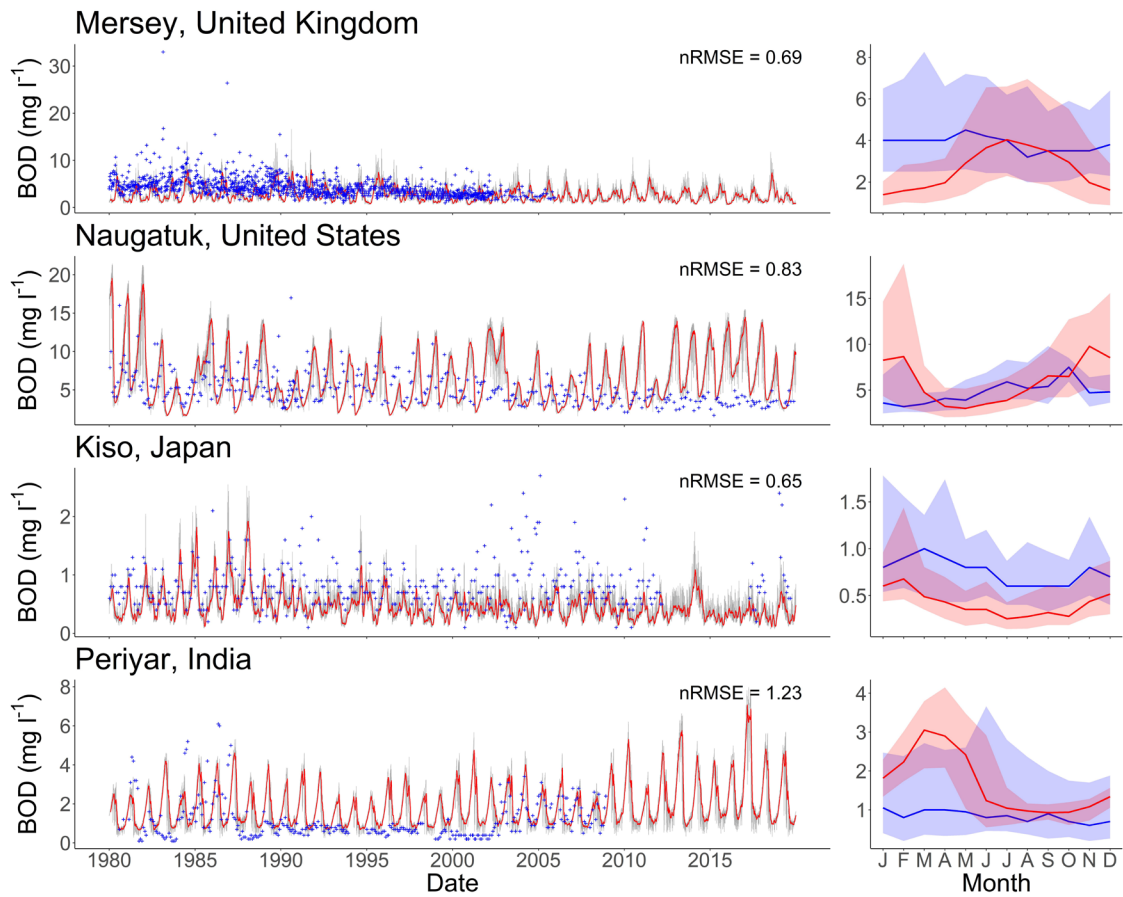 Mersey, United Kingdom
BOD (mg l⁻¹)
30
20
10
0
nRMSE = 0.69
8
6
4
2
Naugatuk, United States
BOD (mg l⁻¹)
20
15
10
5
nRMSE = 0.83
15
10
5
Kiso, Japan
BOD (mg l⁻¹)
2
1
0
nRMSE = 0.65
1.5
1.0
0.5
Periyar, India
BOD (mg l⁻¹)
8
6
4
2
0
nRMSE = 1.23
4
3
2
1
1980 1985 1990 1995 2000 2005 2010 2015
Date
J F M A M J J A S O N D
Month